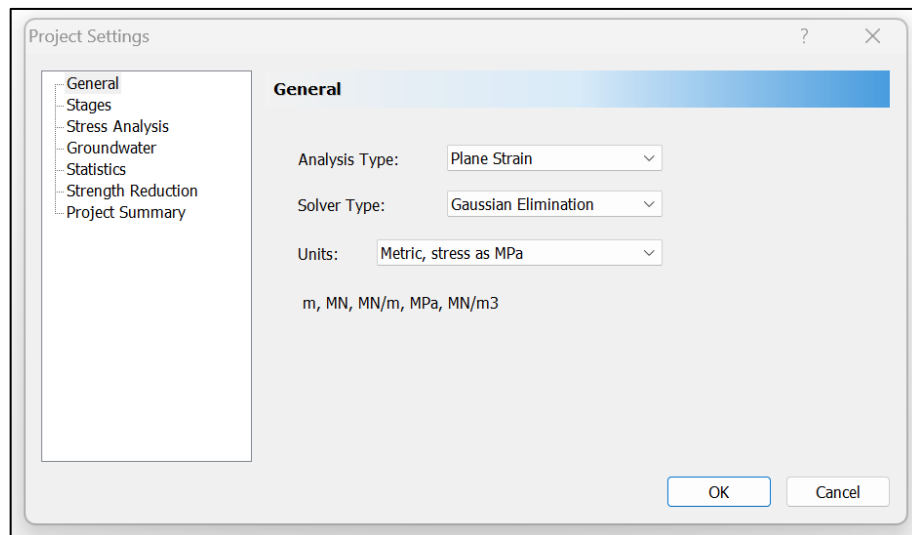 Project Settings
?
General
Stages
Stress Analysis
Groundwater
Statistics
Strength Reduction
Project Summary
General
Analysis Type: Plane Strain
Solver Type: Gaussian Elimination
Units: Metric, stress as MPa
m, MN, MN/m, MPa, MN/m3
OK Cancel